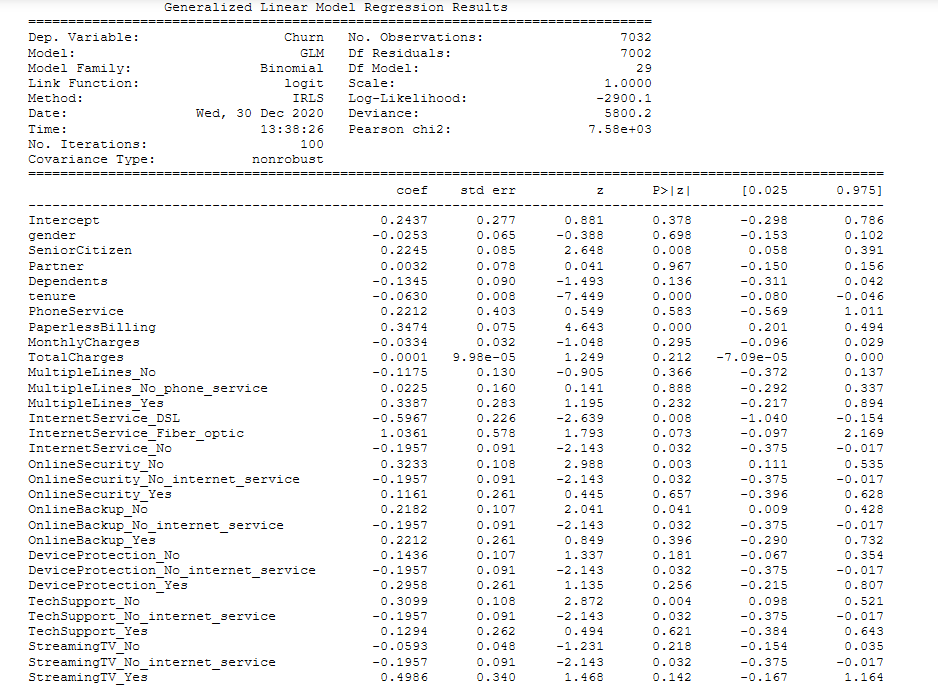 Generalized Linear Model Regression Results
Dep. Variable: Churn No. Observations: 7032
Model: GLM Df Residuals: 7002
Model Family: Binomial Df Model: 29
Link Function: logit Scale: 1.0000
Method: IRLS Log-Likelihood: -2900.1
Date: Wed, 30 Dec 2020 Deviance: 5800.2
Time: 13:38:26 Pearson chi2: 7.58e+03
No. Iterations: 100
Covariance Type: nonrobust
coef std err z P>|z| [0.025 0.975]
Intercept 0.2437 0.277 0.881 0.378 -0.298 0.786
gender -0.0253 0.065 -0.388 0.698 -0.153 0.102
SeniorCitizen 0.2245 0.085 2.648 0.008 0.058 0.391
Partner 0.0032 0.078 0.041 0.967 -0.150 0.156
Dependents -0.1345 0.090 -1.493 0.136 -0.311 0.042
tenure -0.0630 0.008 -7.449 0.000 -0.080 -0.046
PhoneService 0.2212 0.403 0.549 0.583 -0.569 1.011
PaperlessBilling 0.3474 0.075 4.643 0.000 0.201 0.494
MonthlyCharges -0.0334 0.032 -1.048 0.295 -0.096 0.029
TotalCharges 0.0001 9.98e-05 1.249 0.212 -7.09e-05 0.000
MultipleLines_No -0.1175 0.130 -0.905 0.366 -0.372 0.137
MultipleLines_No_phone_service 0.0225 0.160 0.141 0.888 -0.292 0.337
MultipleLines_Yes 0.3387 0.283 1.195 0.232 -0.217 0.894
InternetService_DSL -0.5967 0.226 -2.639 0.008 -1.040 -0.154
InternetService_Fiber_optic 1.0361 0.578 1.793 0.073 -0.097 2.169
InternetService_No -0.1957 0.091 -2.143 0.032 -0.375 -0.017
OnlineSecurity_No 0.3233 0.108 2.988 0.003 0.111 0.535
OnlineSecurity_No_internet_service -0.1957 0.091 -2.143 0.032 -0.375 -0.017
OnlineSecurity_Yes 0.1161 0.261 0.445 0.657 -0.396 0.628
OnlineBackup_No 0.2182 0.107 2.041 0.041 0.009 0.428
OnlineBackup_No_internet_service -0.1957 0.091 -2.143 0.032 -0.375 -0.017
OnlineBackup_Yes 0.2212 0.261 0.849 0.396 -0.290 0.732
DeviceProtection_No 0.1436 0.107 1.337 0.181 -0.067 0.354
DeviceProtection_No_internet_service -0.1957 0.091 -2.143 0.032 -0.375 -0.017
DeviceProtection_Yes 0.2958 0.261 1.135 0.256 -0.215 0.807
TechSupport_No 0.3099 0.108 2.872 0.004 0.098 0.521
TechSupport_No_internet_service -0.1957 0.091 -2.143 0.032 -0.375 -0.017
TechSupport_Yes 0.1294 0.262 0.494 0.621 -0.384 0.643
StreamingTV_No -0.0593 0.048 -1.231 0.218 -0.154 0.035
StreamingTV_No_internet_service -0.1957 0.091 -2.143 0.032 -0.375 -0.017
StreamingTV_Yes 0.4986 0.340 1.468 0.142 -0.167 1.164